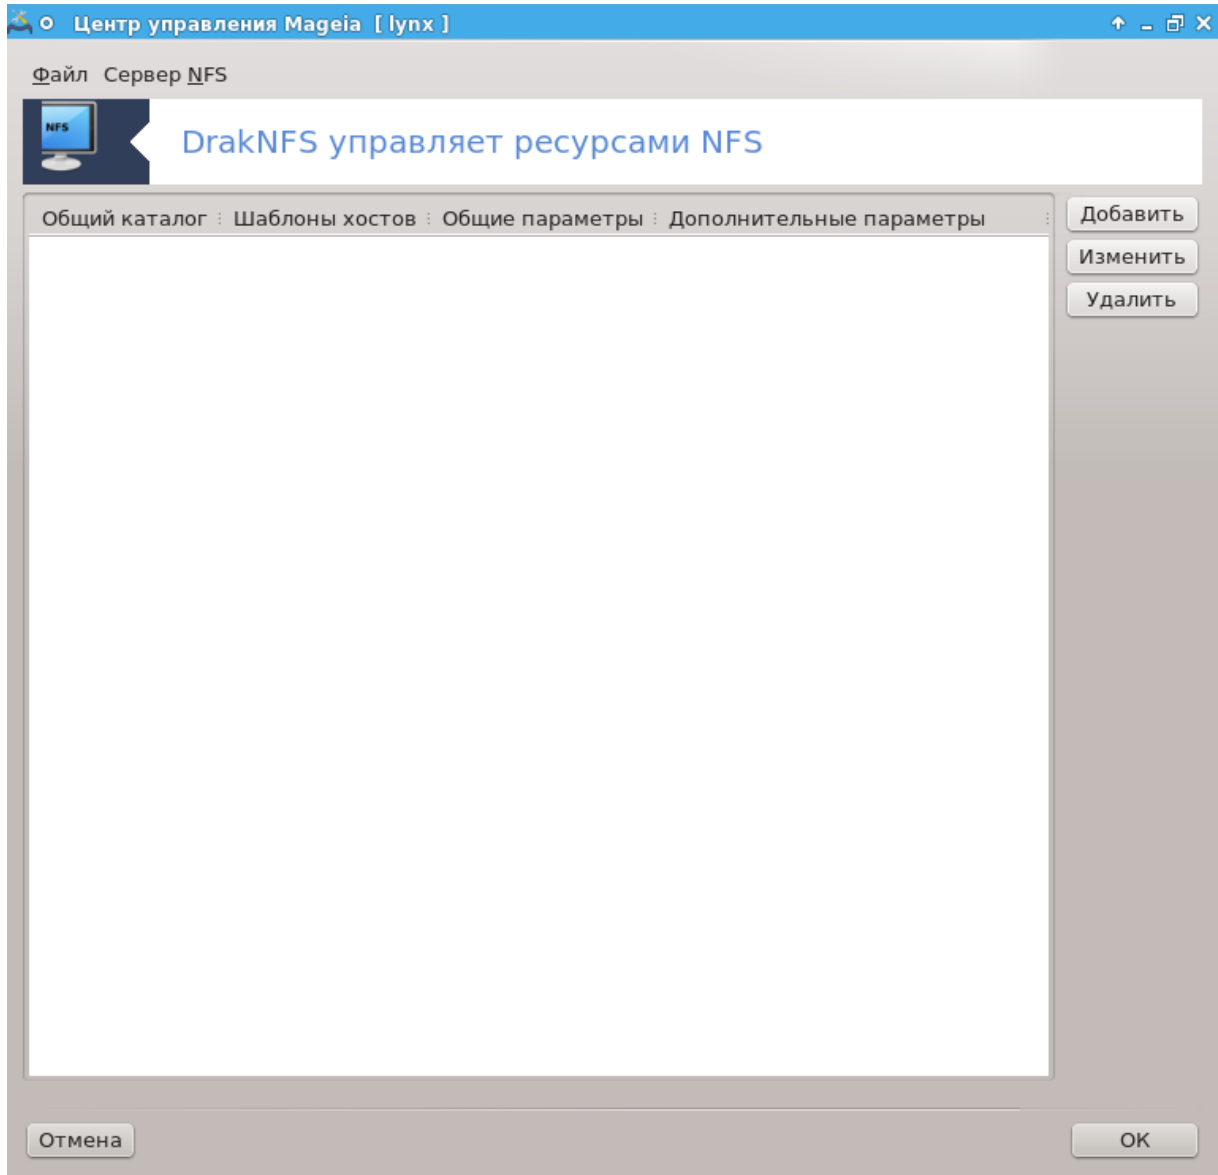 Центр управления Mageia [ lynx ]
Файл Сервер NFS
NFS
DrakNFS управляет ресурсами NFS
Общий каталог Шаблоны хостов Общие параметры Дополнительные параметры
Добавить
Изменить
Удалить
Отмена
ОК